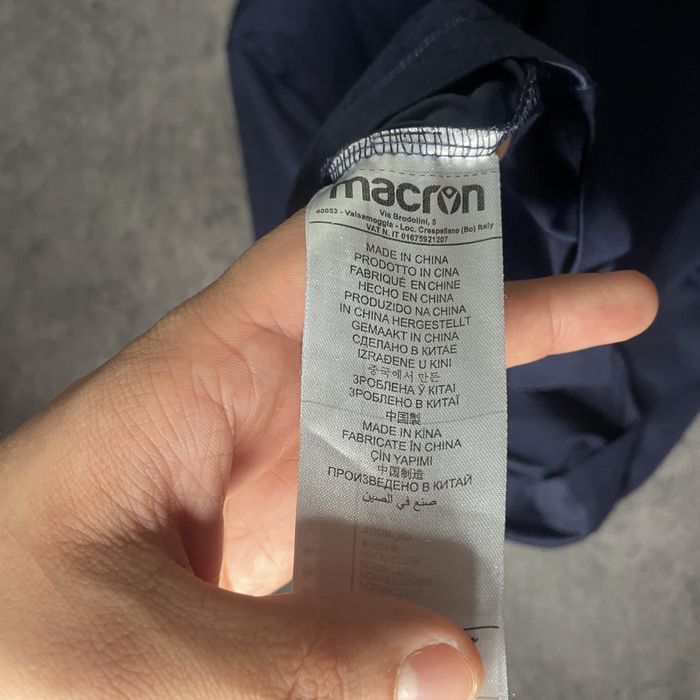 macron
Via Brodolini, 5
40053 - Valsamoggia - Loc. Crespellano (Bo) Italy
VAT N. IT 01675921207
MADE IN CHINA
PRODOTTO IN CINA
FABRIQUÉ EN CHINE
HECHO EN CHINA
PRODUZIDO NA CHINA
IN CHINA HERGESTELLT
GEMAAKT IN CHINA
СДЕЛАНО В КИТАЕ
IZRAĐENE U KINI
중국에서 만든
ЗРОБЛЕНА Ў КІТАІ
ЗРОБЛЕНО В КИТАЇ
中国製
MADE IN KÍNA
FABRICATE ÎN CHINA
ÇİN YAPIMI
中国制造
ПРОИЗВЕДЕНО В КИТАЙ
صنع في الصين